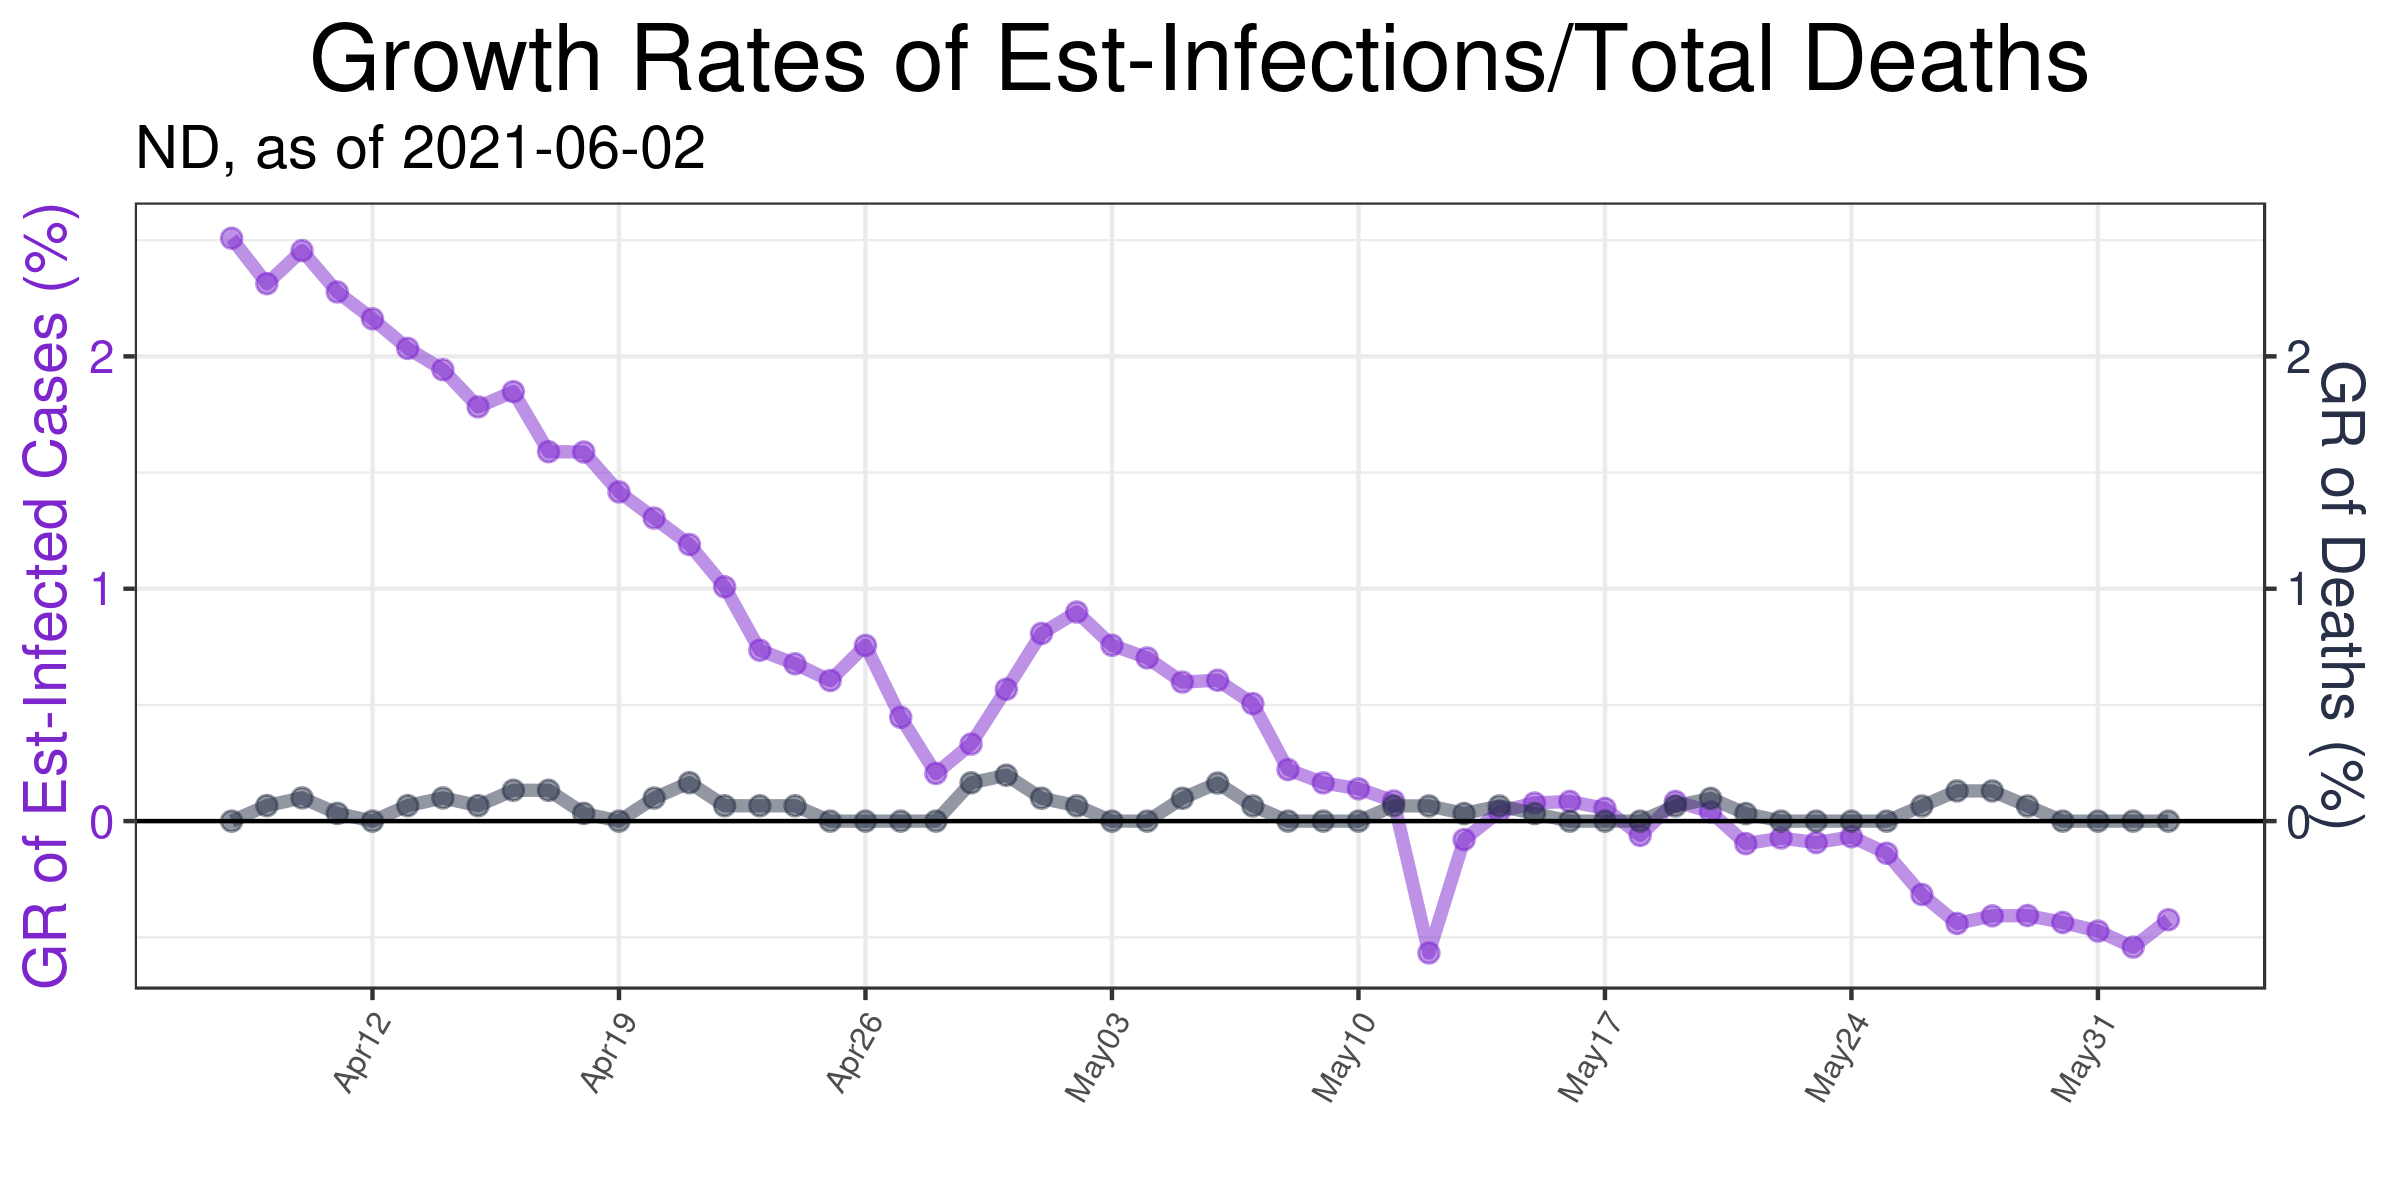 Growth Rates of Est-Infections/Total Deaths
ND, as of 2021-06-02
GR of Est-Infected Cases (%)
2
1
0
2
1
0
GR of Deaths (%)
Apr12
Apr19
Apr26
May03
May10
May17
May24
May31